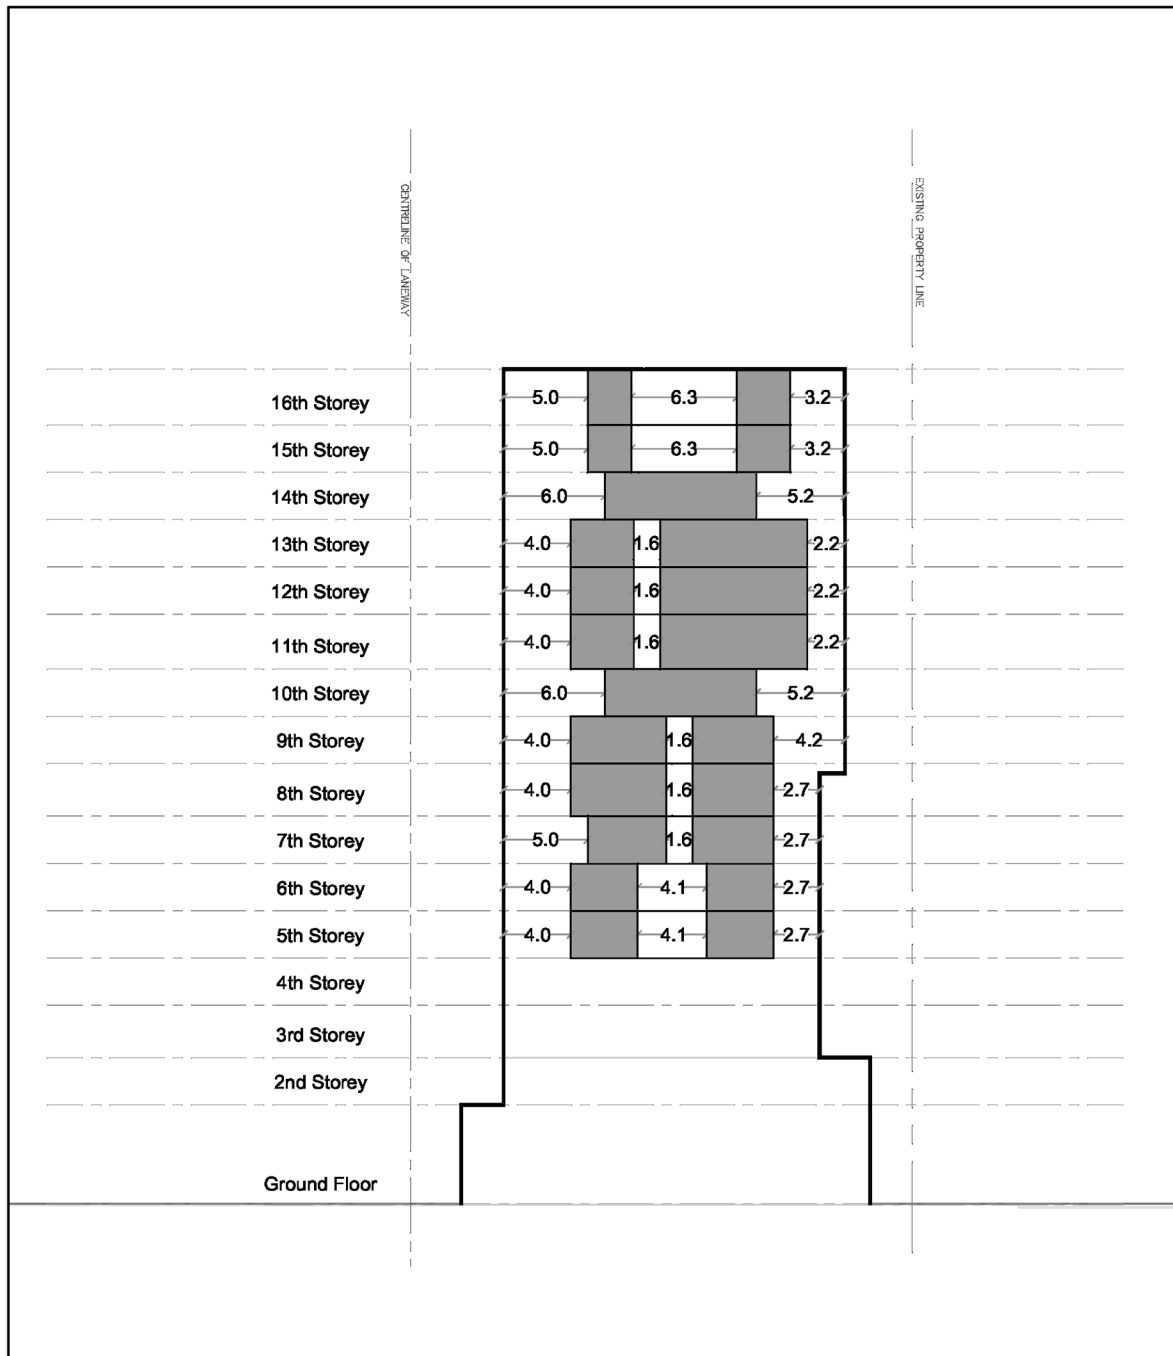 CENTRELINE OF LANEWAY
EXISTING PROPERTY LINE
16th Storey 5.0 6.3 3.2
15th Storey 5.0 6.3 3.2
14th Storey 6.0 5.2
13th Storey 4.0 1.6 2.2
12th Storey 4.0 1.6 2.2
11th Storey 4.0 1.6 2.2
10th Storey 6.0 5.2
9th Storey 4.0 1.6 4.2
8th Storey 4.0 1.6 2.7
7th Storey 5.0 1.6 2.7
6th Storey 4.0 4.1 2.7
5th Storey 4.0 4.1 2.7
4th Storey
3rd Storey
2nd Storey
Ground Floor